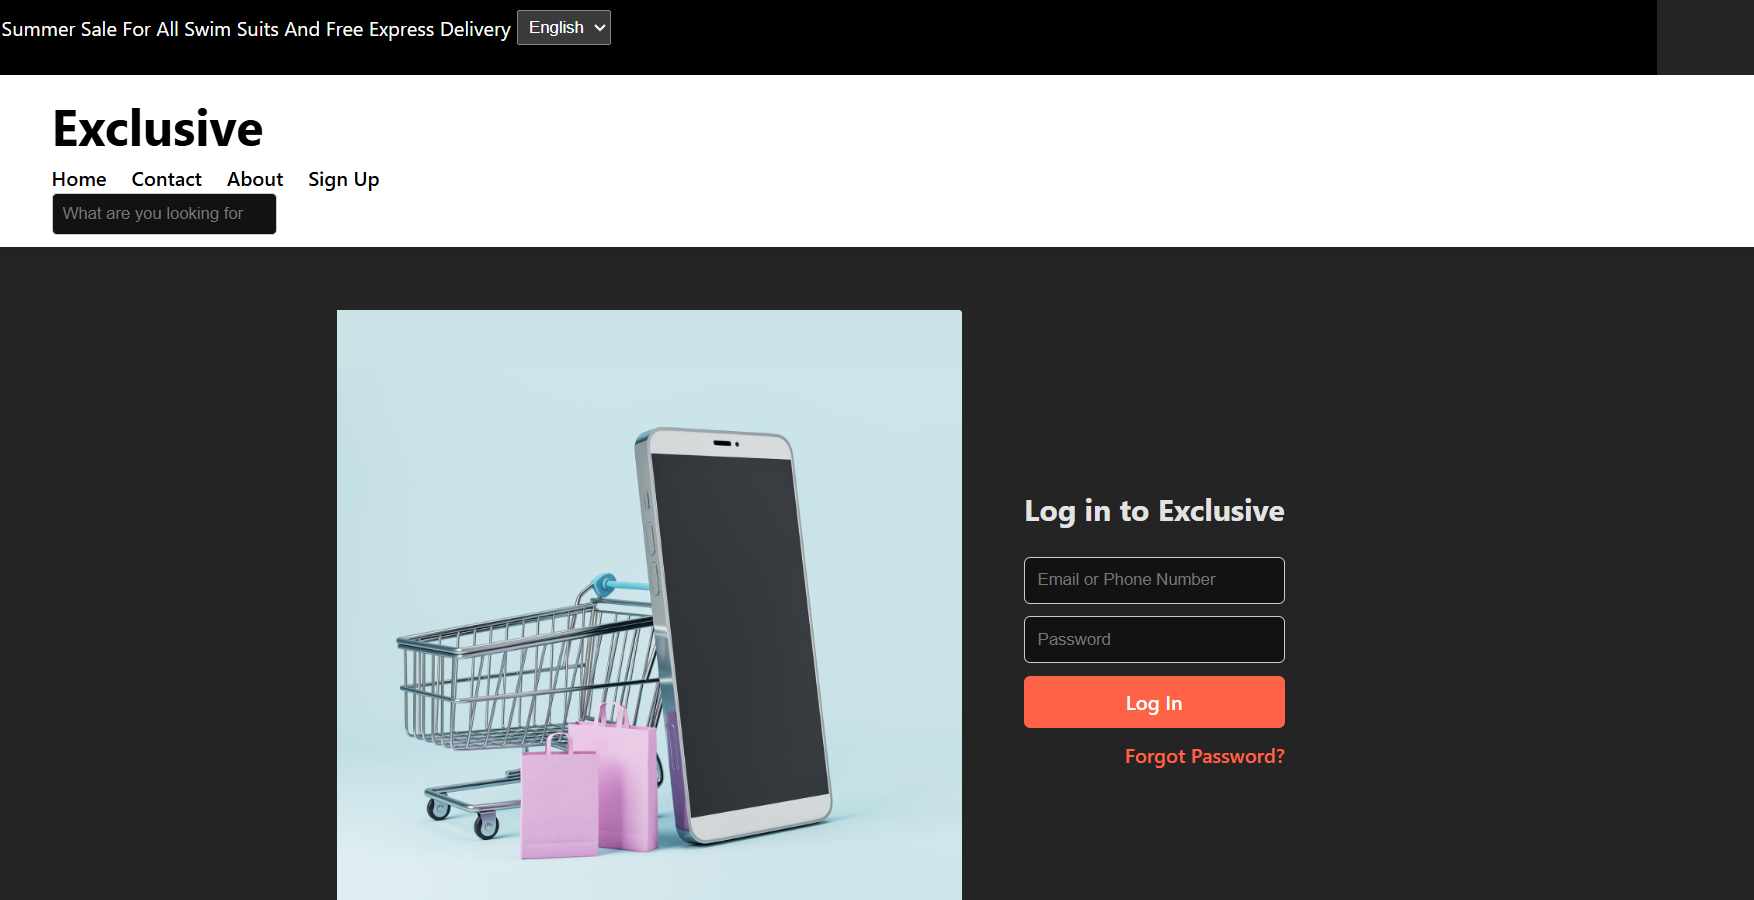 Summer Sale For All Swim Suits And Free Express Delivery English
Exclusive
Home Contact About Sign Up
What are you looking for
Log in to Exclusive
Email or Phone Number
Password
Log In
Forgot Password?